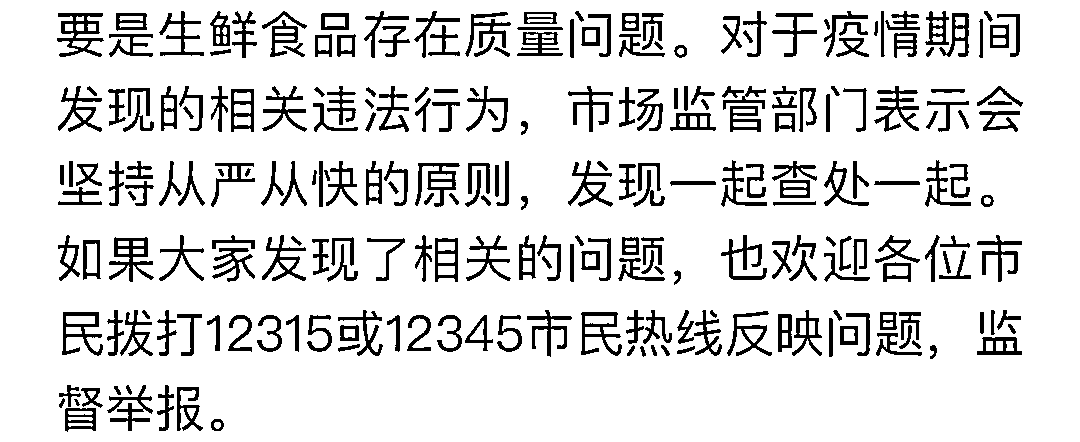 要是生鲜食品存在质量问题。对于疫情期间
发现的相关违法行为，市场监管部门表示会
坚持从严从快的原则，发现一起查处一起。
如果大家发现了相关的问题，也欢迎各位市
民拨打12315或12345市民热线反映问题，监
督举报。